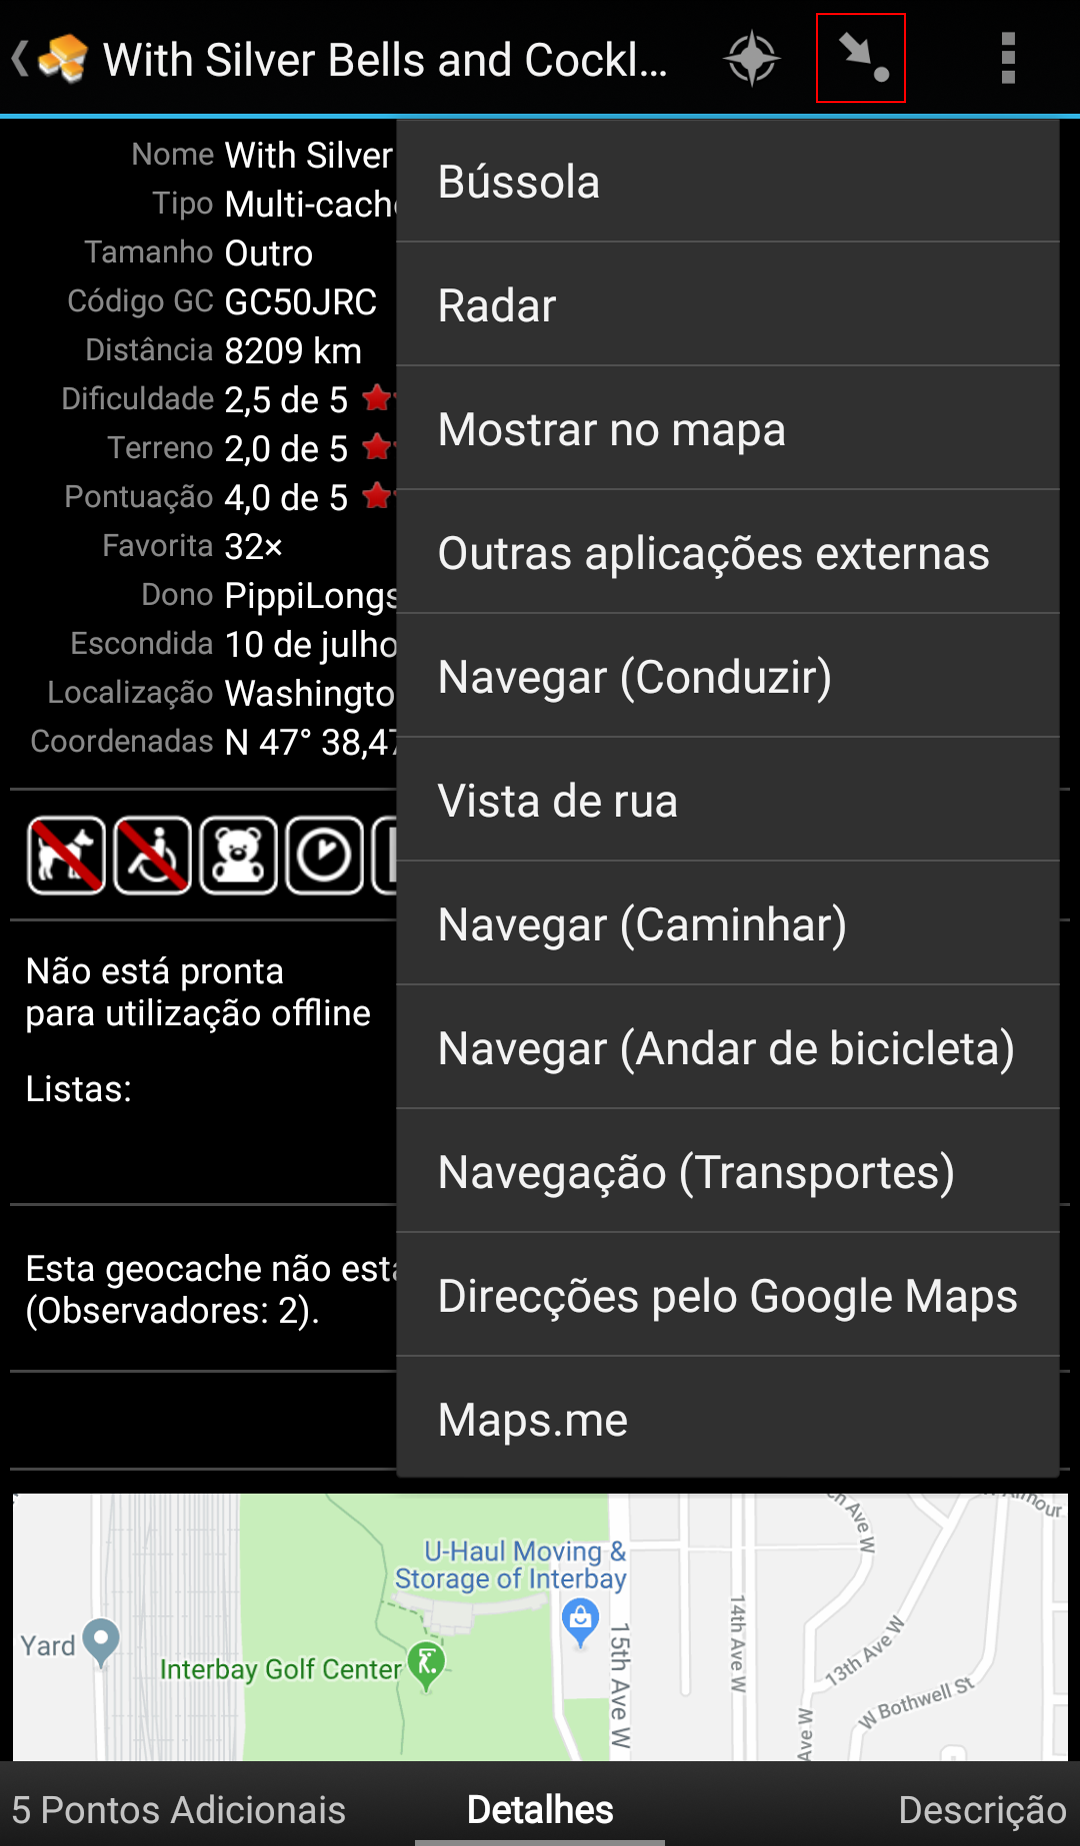 With Silver Bells and Cockl...
Nome With Silver
Tipo Multi-cache
Tamanho Outro
Código GC GC50JRC
Distância 8209 km
Dificuldade 2,5 de 5
Terreno 2,0 de 5
Pontuação 4,0 de 5
Favorita 32×
Dono PippiLongs
Escondida 10 de julho
Localização Washingto
Coordenadas N 47° 38,47
Não está pronta
para utilização offline
Listas:
Esta geocache não está
(Observadores: 2).
Bússola
Radar
Mostrar no mapa
Outras aplicações externas
Navegar (Conduzir)
Vista de rua
Navegar (Caminhar)
Navegar (Andar de bicicleta)
Navegação (Transportes)
Direcções pelo Google Maps
Maps.me
U-Haul Moving &
Storage of Interbay
Yard
Interbay Golf Center
15th Ave W
14th Ave W
13th Ave W
W Bothwell St
Ave W
h Ave W
mour
5 Pontos Adicionais
Detalhes
Descrição